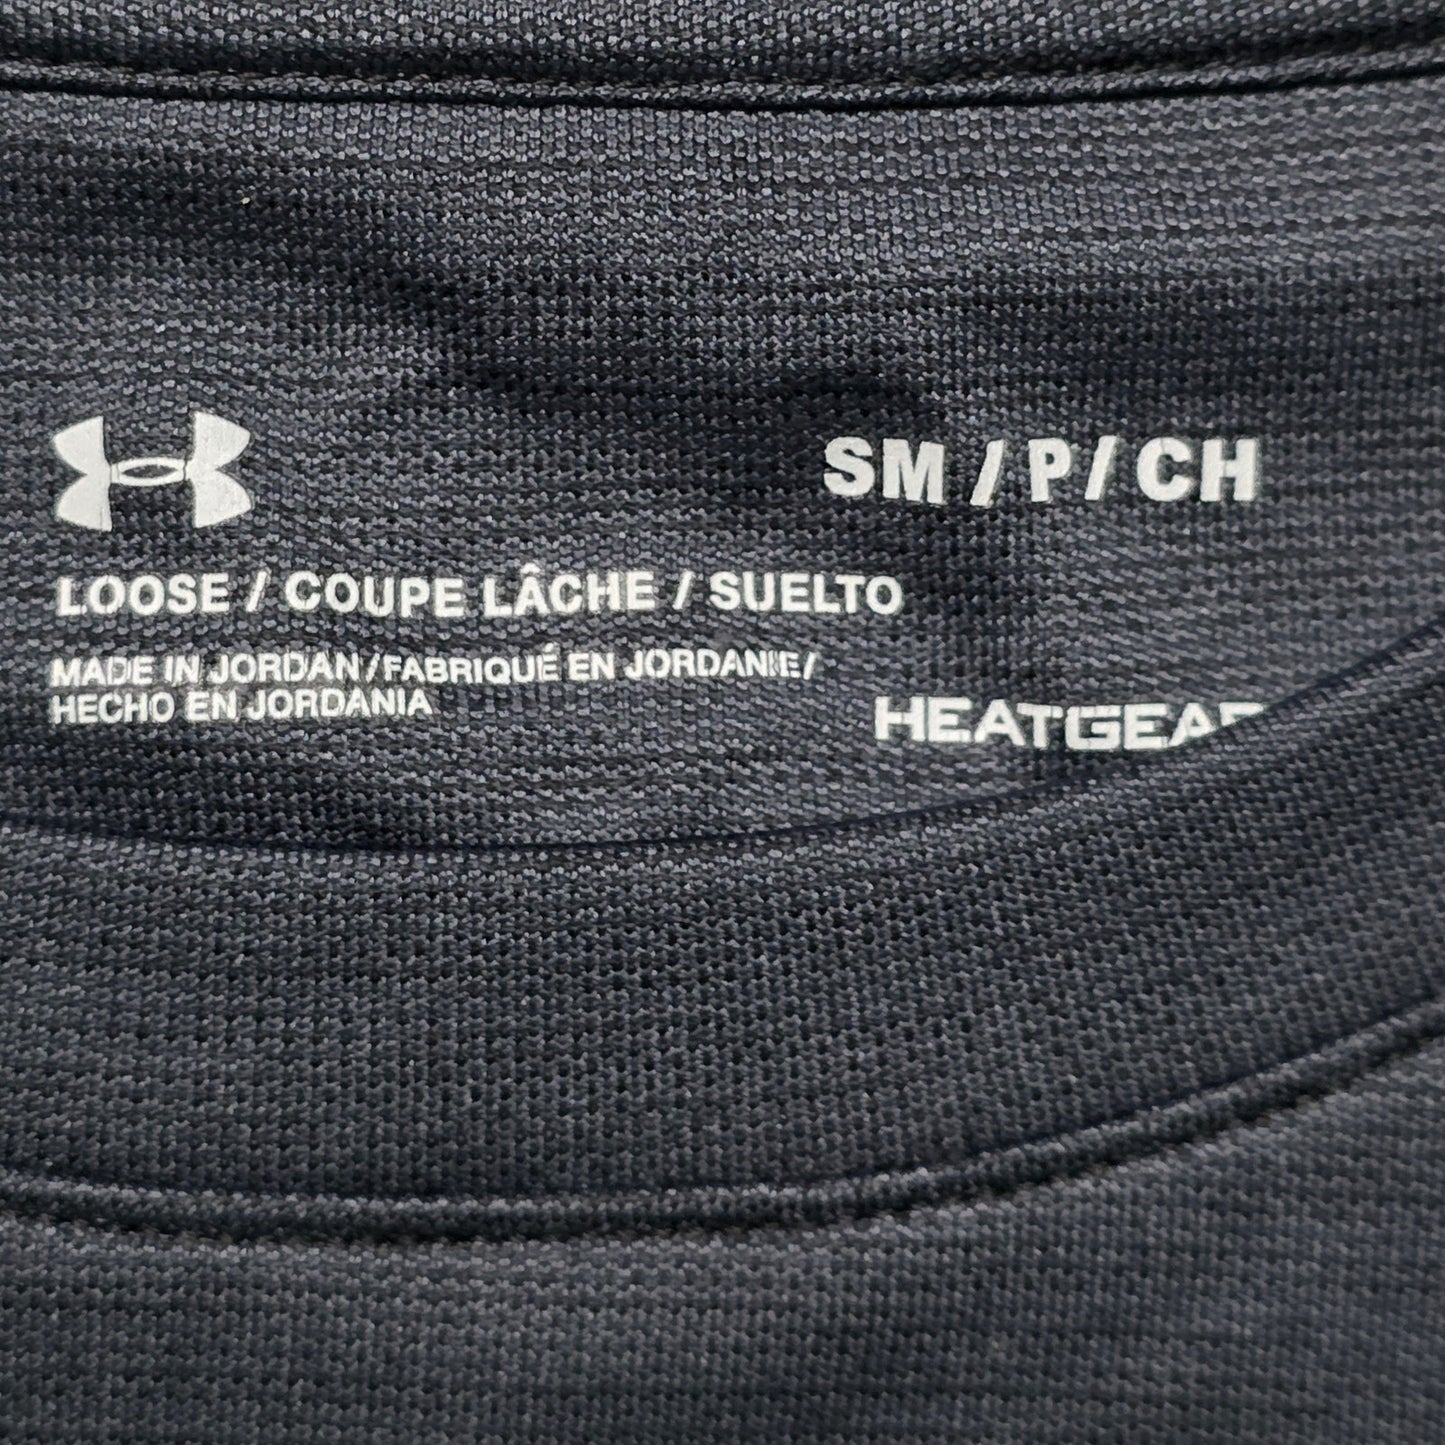 SM / P / CH
LOOSE / COUPE LÂCHE / SUELTO
MADE IN JORDAN/FABRIQUÉ EN JORDANIE/
HECHO EN JORDANIA
HEATGEAR